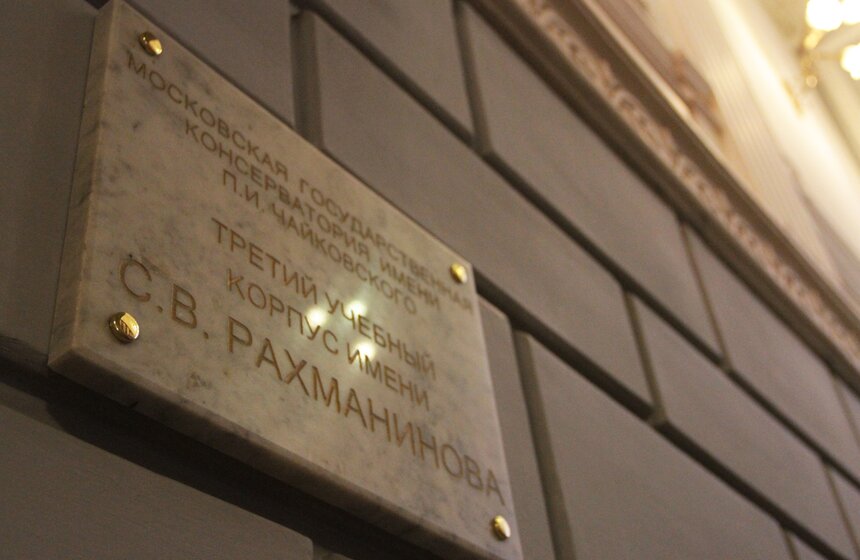 МОСКОВСКАЯ ГОСУДАРСТВЕННАЯ
КОНСЕРВАТОРИЯ ИМЕНИ
П.И. ЧАЙКОВСКОГО
ТРЕТИЙ УЧЕБНЫЙ
КОРПУС ИМЕНИ
С.В. РАХМАНИНОВА